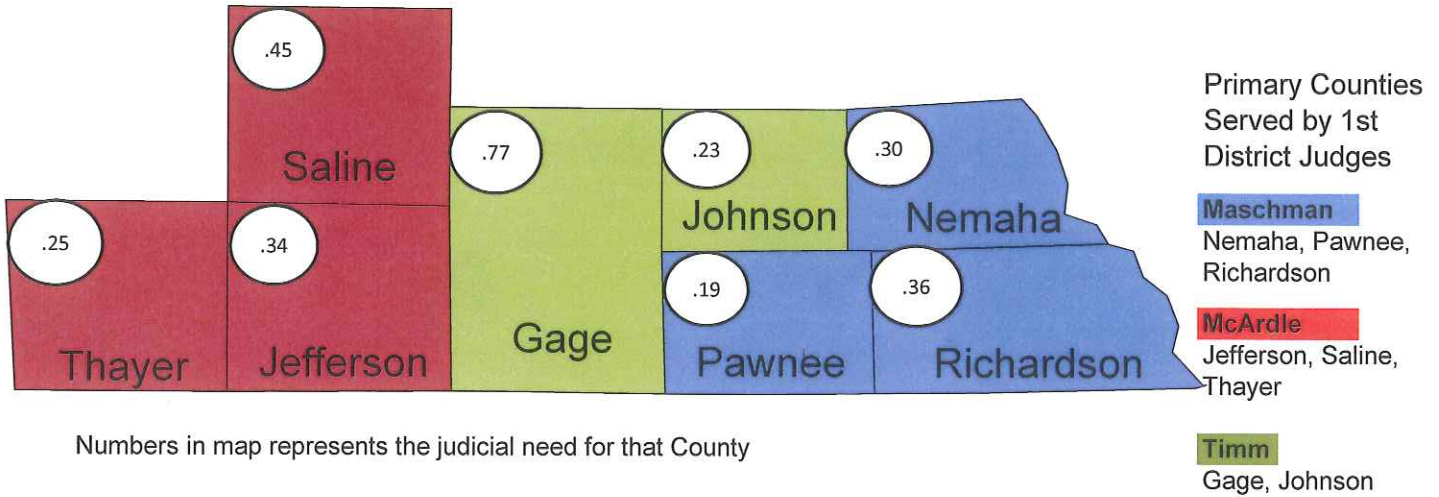 .45
Saline
.77
.23
.30
Johnson
Nemaha
.25
.34
.19
.36
Thayer
Jefferson
Gage
Pawnee
Richardson
Numbers in map represents the judicial need for that County
Primary Counties
Served by 1st
District Judges
Maschman
Nemaha, Pawnee,
Richardson
McArdle
Jefferson, Saline,
Thayer
Timm
Gage, Johnson